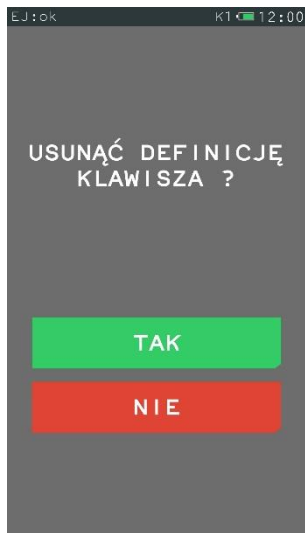 EJ:ok K1 12:00
USUNĄĆ DEFINICJĘ
KLAWISZA ?
TAK
NIE